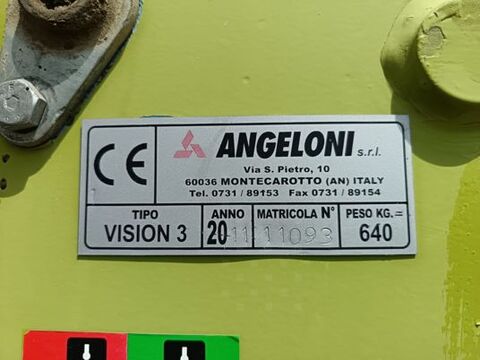 CE
ANGELONI s.r.l.
Via S. Pietro, 10
60036 MONTECAROTTO (AN) ITALY
Tel. 0731 / 89153 Fax 0731 / 89154
TIPO ANNO MATRICOLA N° PESO KG.=
VISION 3 2011 11093 640